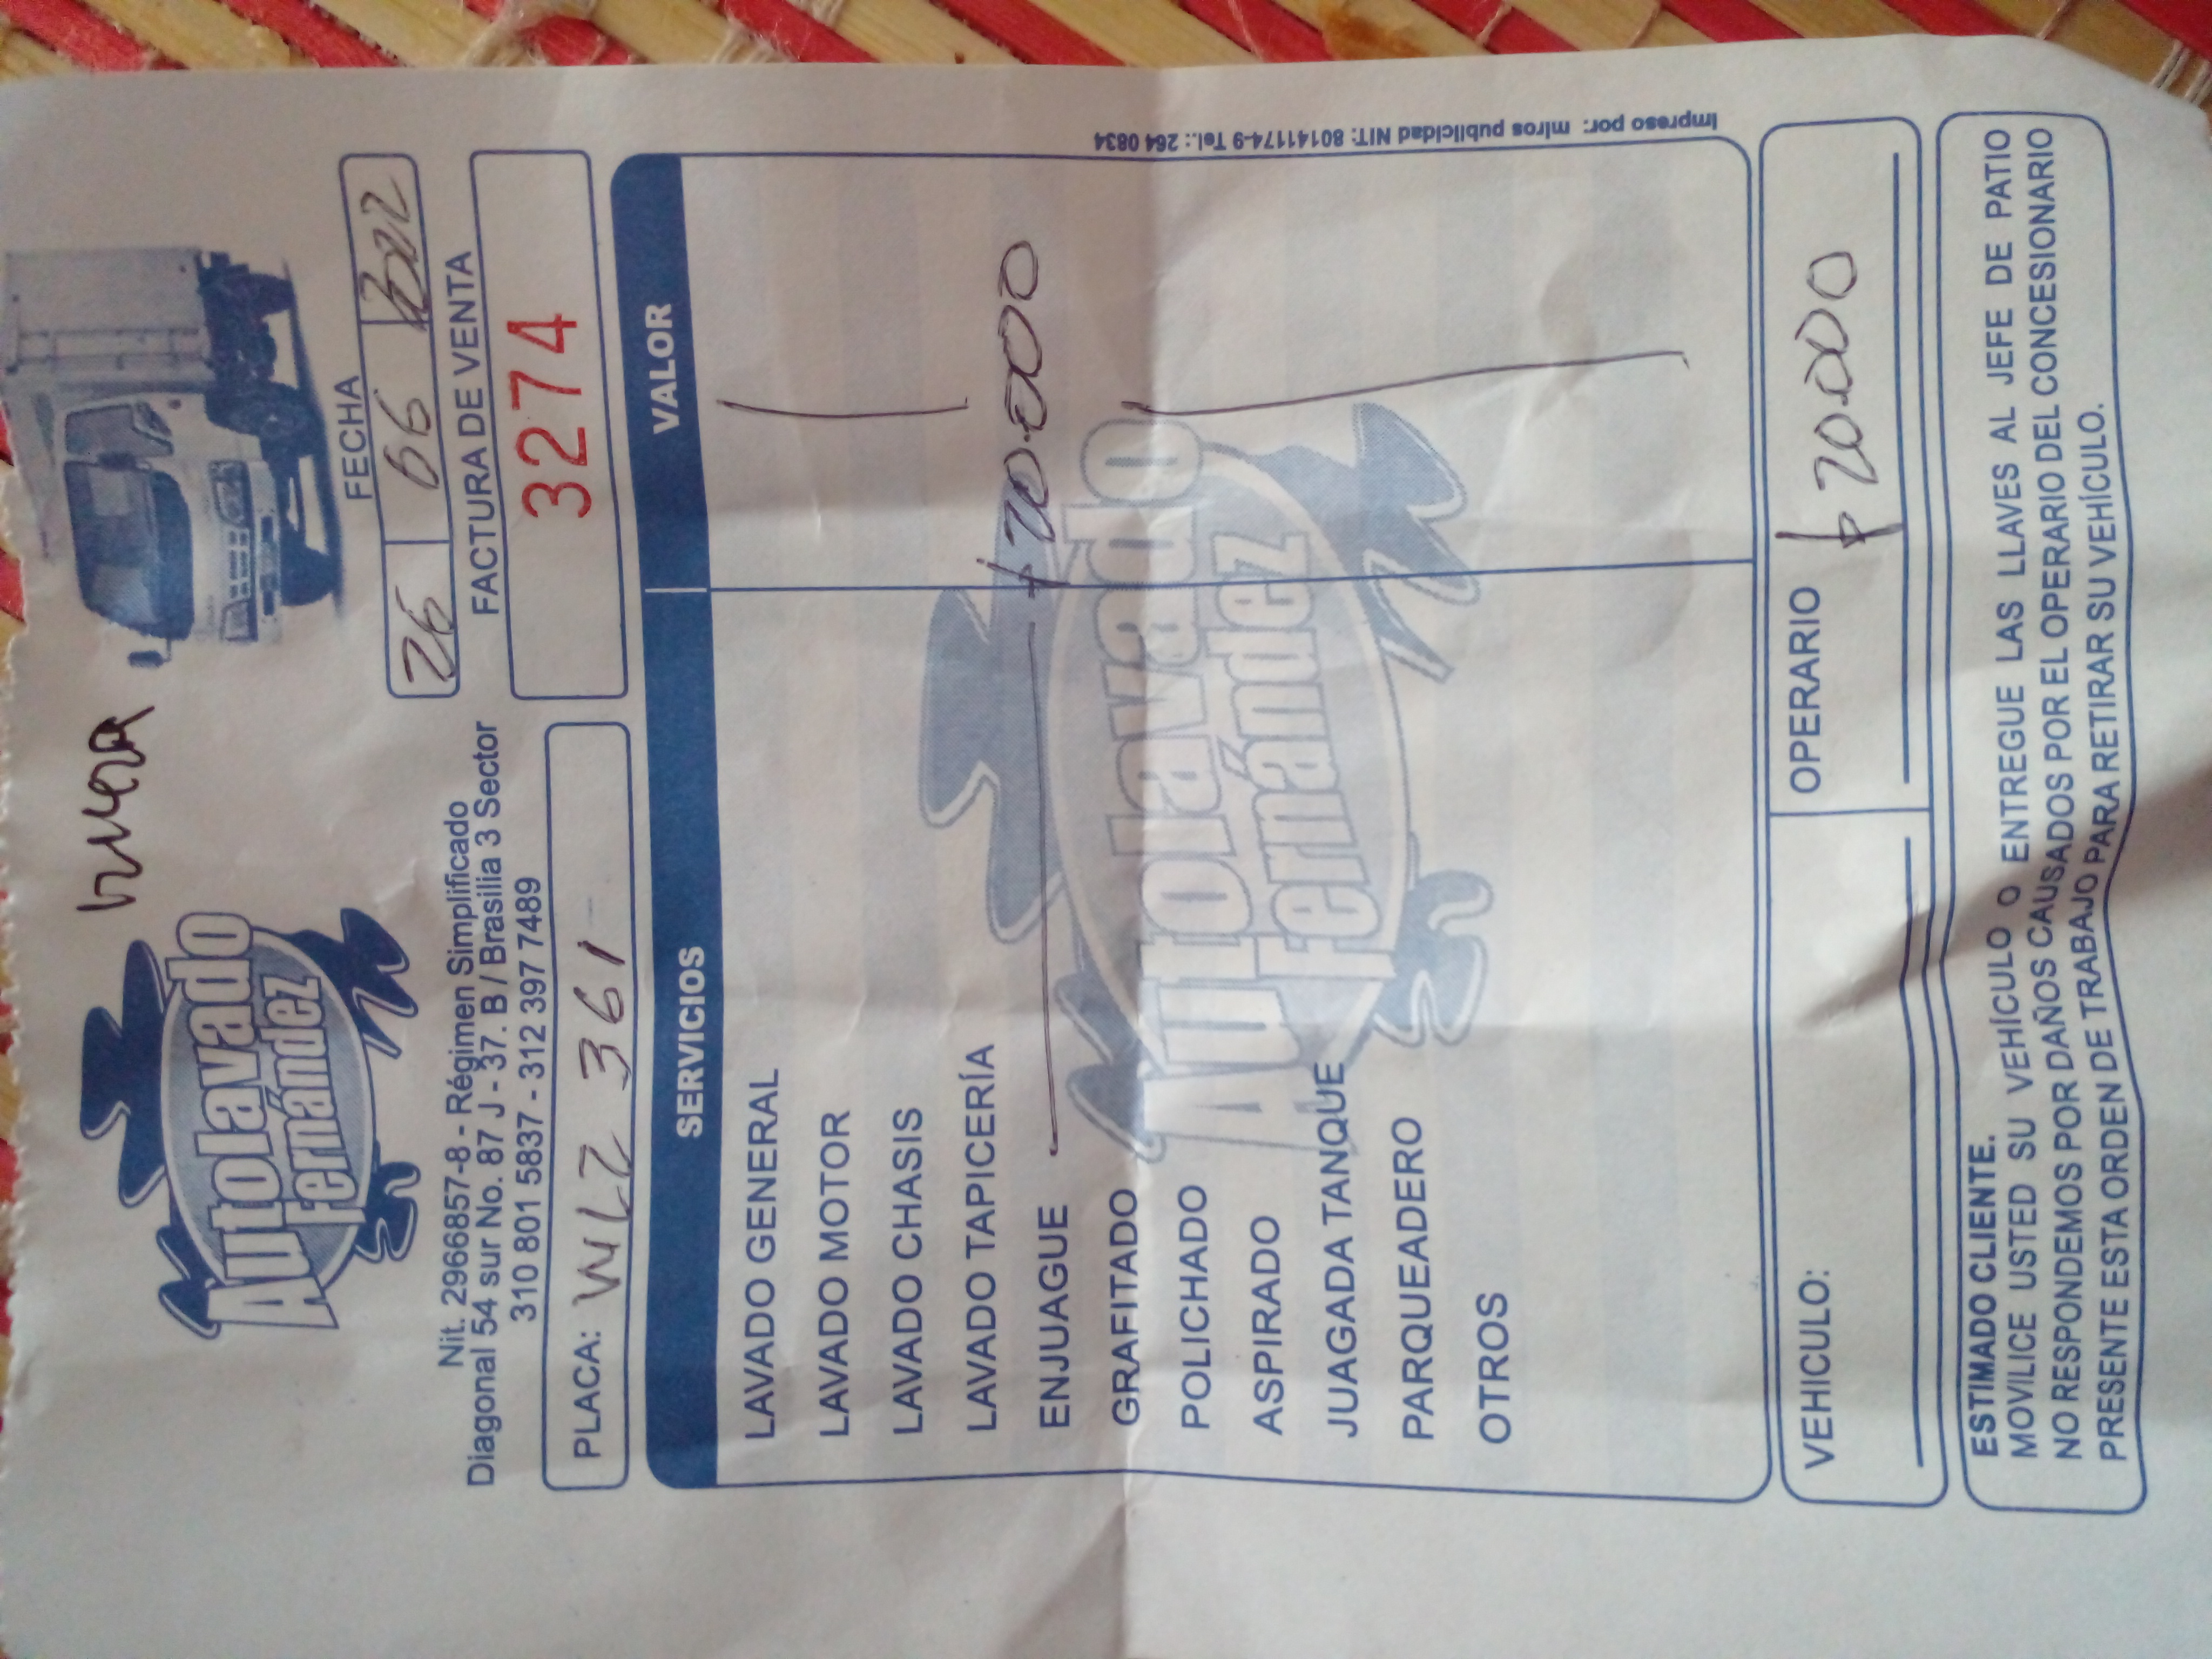 Autolavado
Fernández
Nit. 2966857-8 - Régimen Simplificado
Diagonal 54 sur No. 87 J - 37. B / Brasilia 3 Sector
310 801 5837 - 312 397 7489
FECHA
26
FACTURA DE VENTA
3274
PLACA: WLZ 361
SERVICIOS VALOR
LAVADO GENERAL
LAVADO MOTOR
LAVADO CHASIS
LAVADO TAPICERÍA
ENJUAGUE $ 20.000
GRAFITADO
POLICHADO
ASPIRADO
JUAGADA TANQUE
PARQUEADERO
OTROS
Autolavado
Fernández
VEHICULO: OPERARIO $ 20.000
ESTIMADO CLIENTE.
MOVILICE USTED SU VEHÍCULO O ENTREGUE LAS LLAVES AL JEFE DE PATIO
NO RESPONDEMOS POR DAÑOS CAUSADOS POR EL OPERARIO DEL CONCESIONARIO
PRESENTE ESTA ORDEN DE TRABAJO PARA RETIRAR SU VEHÍCULO.
Impreso por: miros publicidad NIT: 80141174-9 Tel.: 264 0834